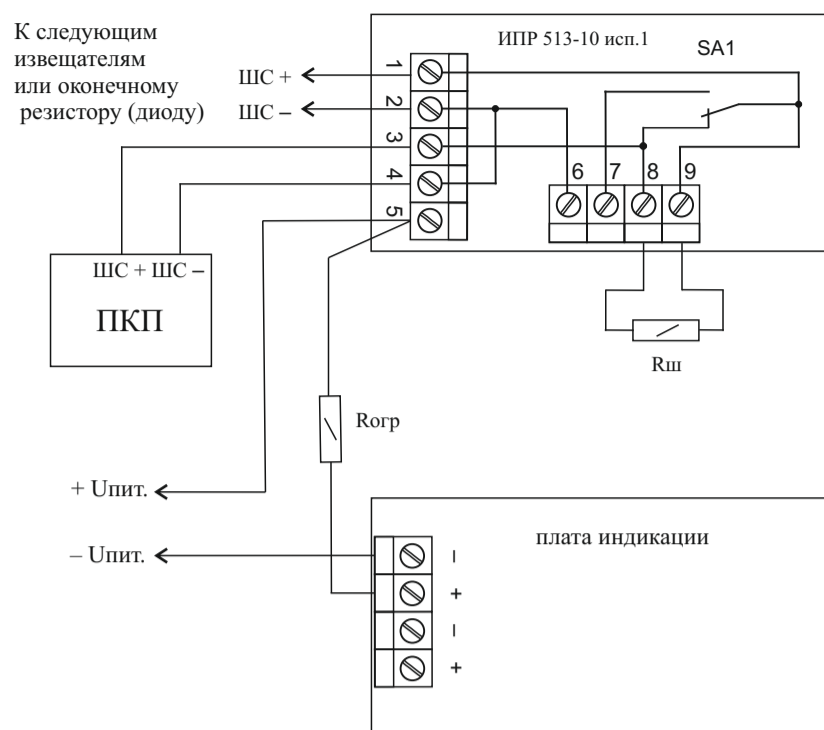 К следующим
извещателям
или оконечному
резистору (диоду)
ШС +
ШС –
ИПР 513-10 исп.1
SA1
1
2
3
4
5
6 7 8 9
ШС + ШС –
ПКП
Rш
Rогр
+ Uпит.
– Uпит.
плата индикации
–
+
–
+